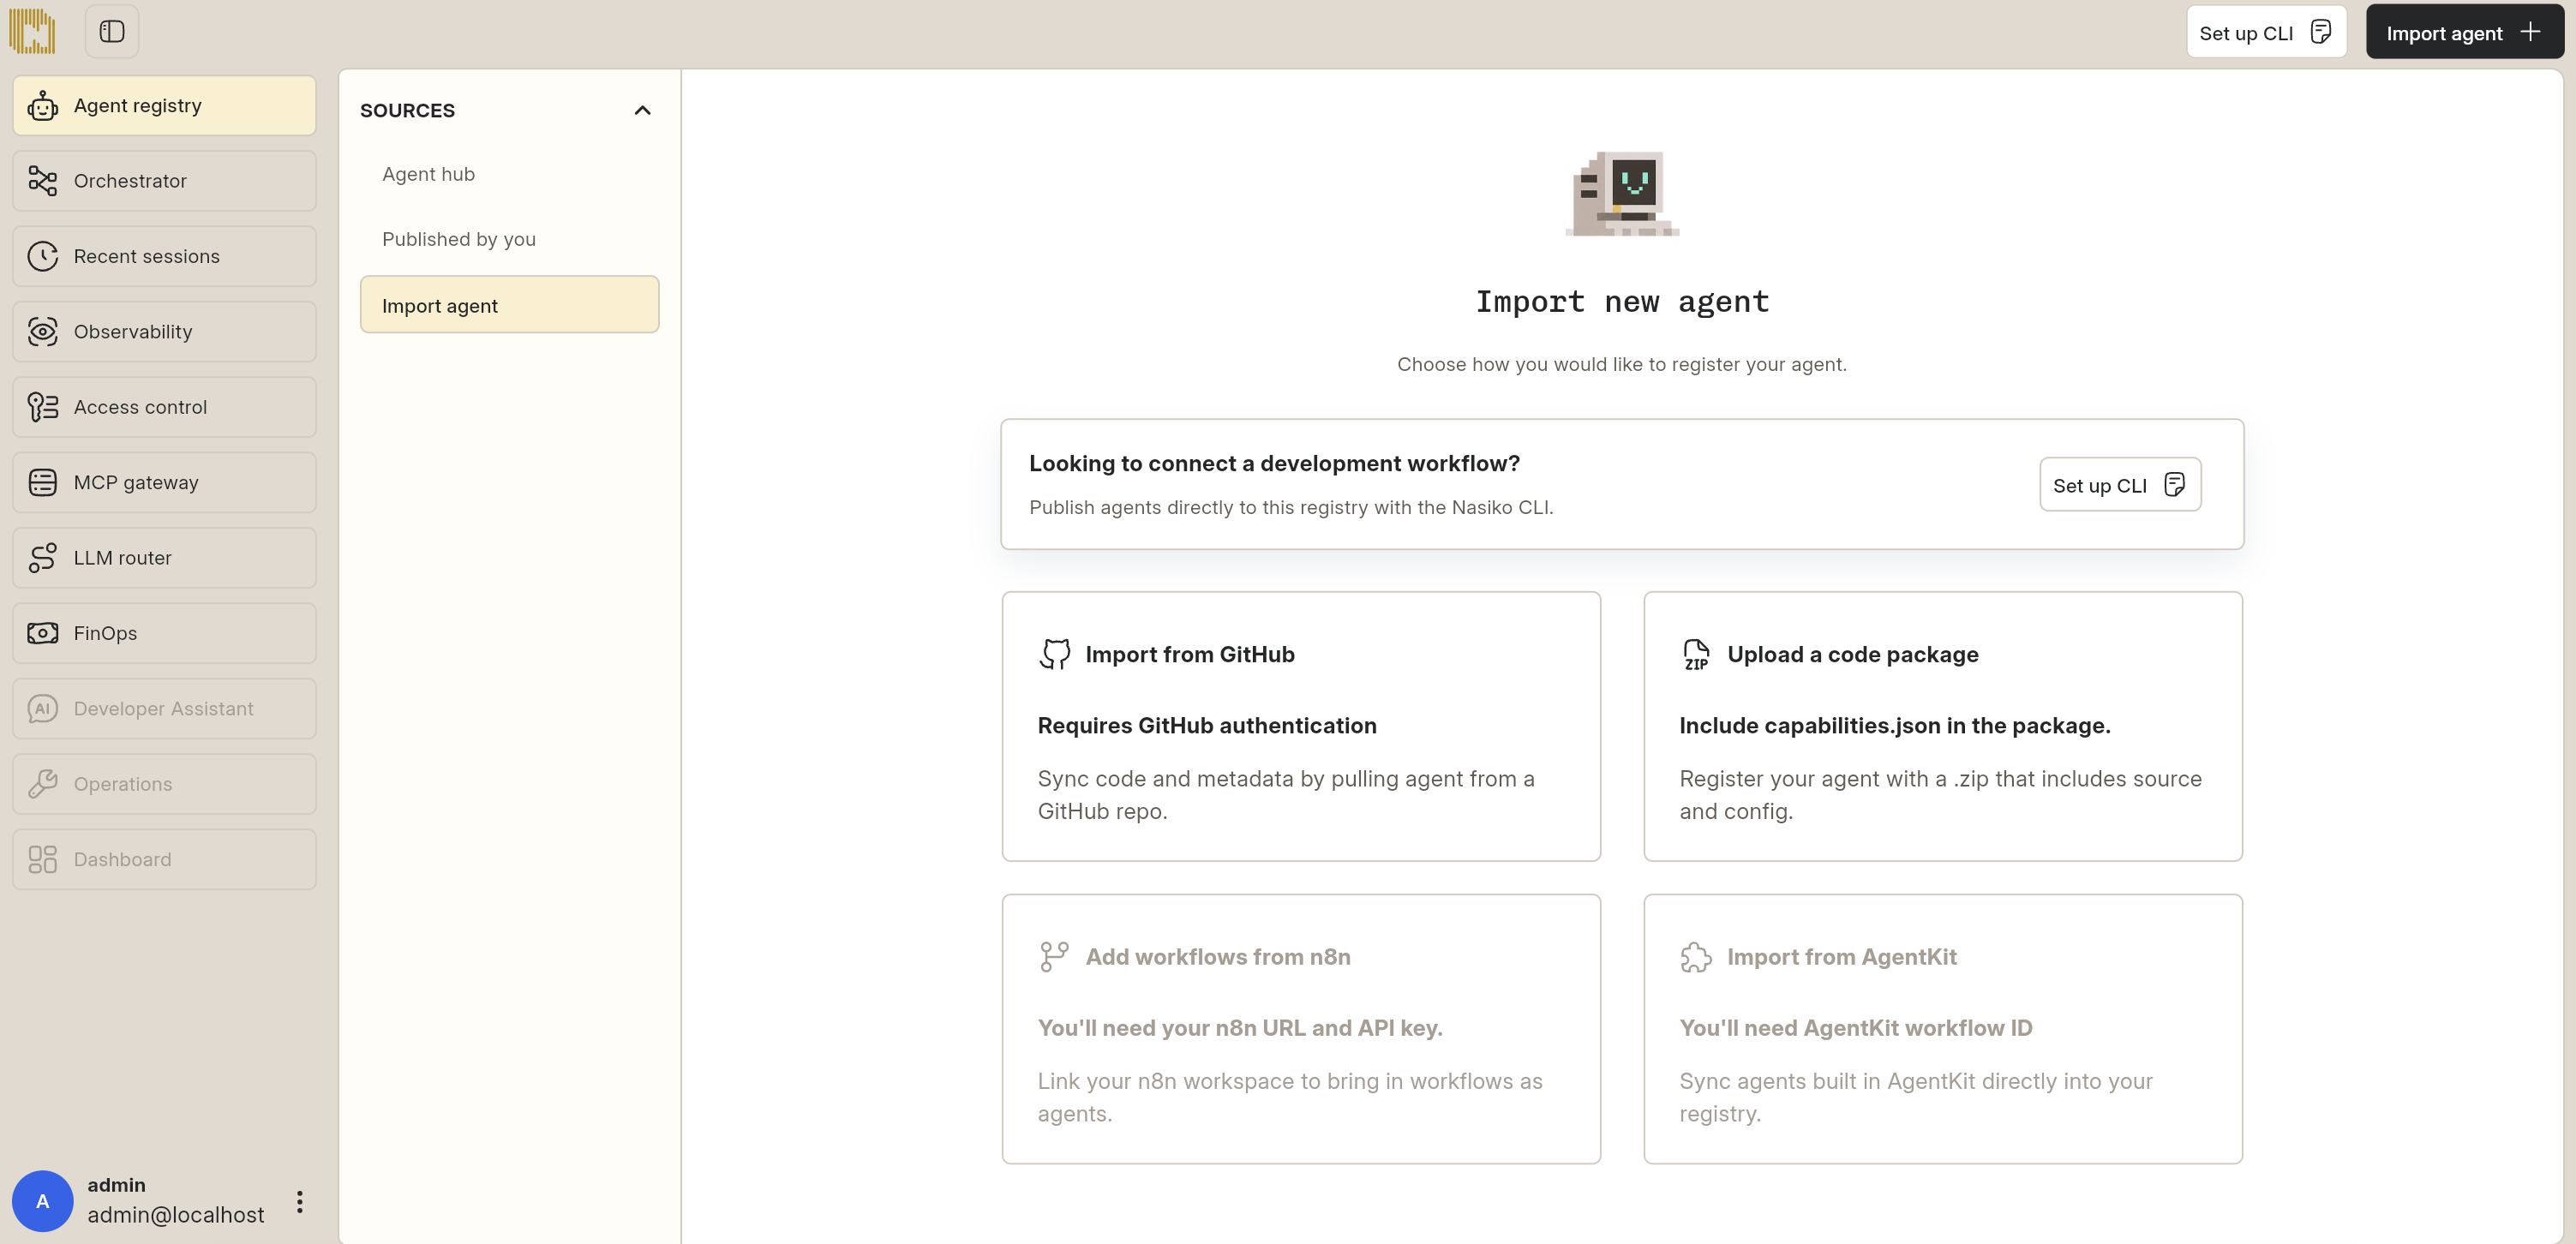 Set up CLI
Import agent
Agent registry
Orchestrator
Recent sessions
Observability
Access control
MCP gateway
LLM router
FinOps
AI
Developer Assistant
Operations
Dashboard
A
admin
admin@localhost
SOURCES
Agent hub
Published by you
Import agent
Import new agent
Choose how you would like to register your agent.
Looking to connect a development workflow?
Publish agents directly to this registry with the Nasiko CLI.
Set up CLI
Import from GitHub
Requires GitHub authentication
Sync code and metadata by pulling agent from a
GitHub repo.
ZIP
Upload a code package
Include capabilities.json in the package.
Register your agent with a .zip that includes source
and config.
Add workflows from n8n
You'll need your n8n URL and API key.
Link your n8n workspace to bring in workflows as
agents.
Import from AgentKit
You'll need AgentKit workflow ID
Sync agents built in AgentKit directly into your
registry.